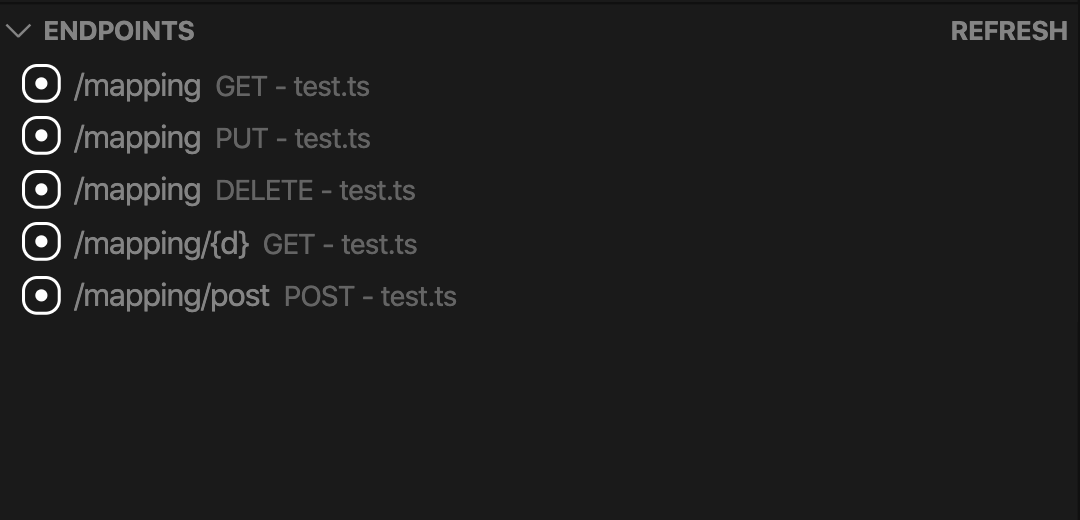 ENDPOINTS REFRESH
/mapping GET - test.ts
/mapping PUT - test.ts
/mapping DELETE - test.ts
/mapping/{d} GET - test.ts
/mapping/post POST - test.ts